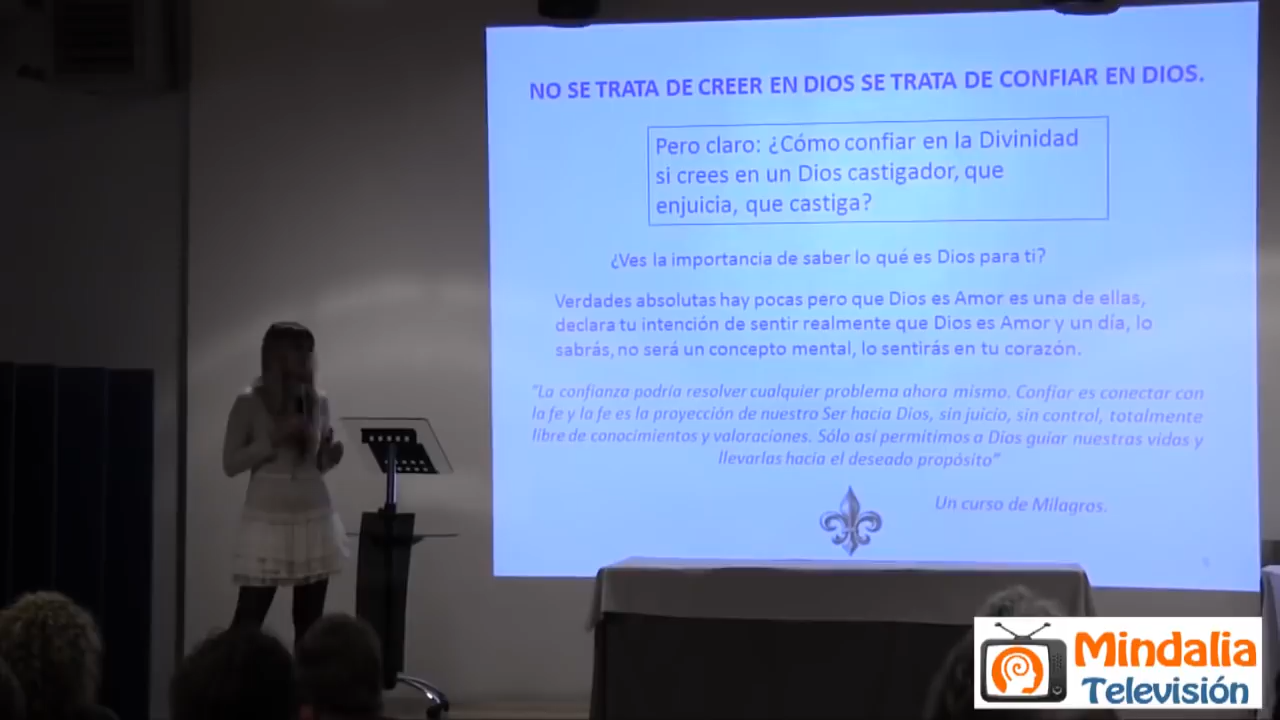 NO SE TRATA DE CREER EN DIOS SE TRATA DE CONFIAR EN DIOS.
Pero claro: ¿Cómo confiar en la Divinidad
si crees en un Dios castigador, que
enjuicia, que castiga?
¿Ves la importancia de saber lo qué es Dios para ti?
Verdades absolutas hay pocas pero que Dios es Amor es una de ellas,
declara tu intención de sentir realmente que Dios es Amor y un día, lo
sabrás, no será un concepto mental, lo sentirás en tu corazón.
"La confianza podría resolver cualquier problema ahora mismo. Confiar es conectar con
la fe y la fe es la proyección de nuestro Ser hacia Dios, sin juicio, sin control, totalmente
libre de conocimientos y valoraciones. Sólo así permitimos a Dios guiar nuestras vidas y
llevarlas hacia el deseado propósito"
Un curso de Milagros.
Mindalia
Televisión